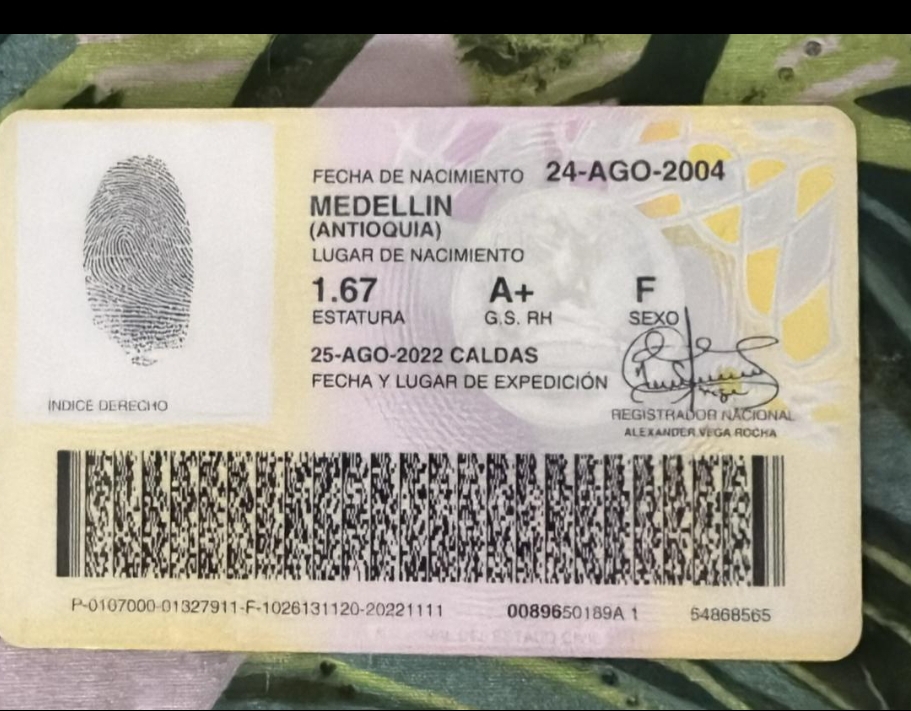 FECHA DE NACIMIENTO 24-AGO-2004
MEDELLIN
(ANTIOQUIA)
LUGAR DE NACIMIENTO
1.67 A+ F
ESTATURA G.S. RH SEXO
25-AGO-2022 CALDAS
FECHA Y LUGAR DE EXPEDICIÓN
INDICE DERECHO
REGISTRADOR NACIONAL
ALEXANDER VEGA ROCHA
P-0107000-01327911-F-1026131120-20221111 0089650189A 1 54868565